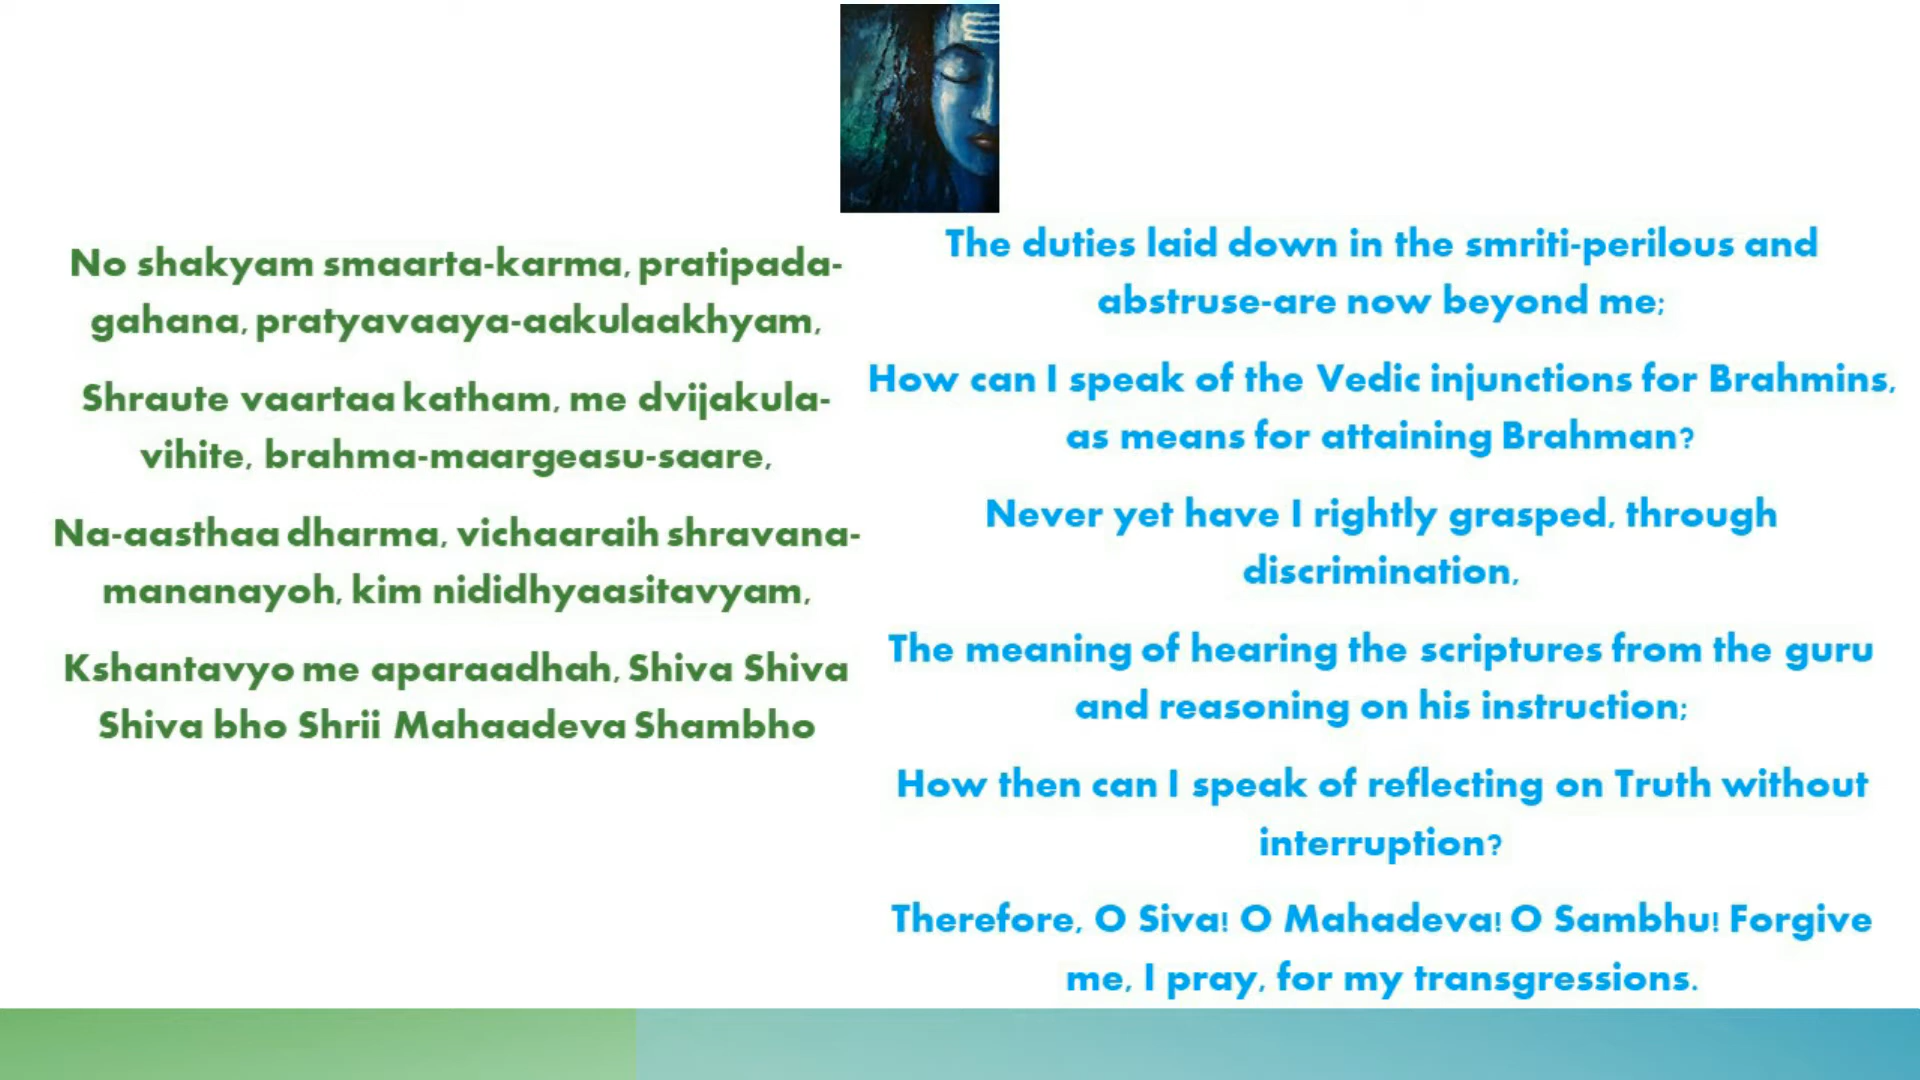 No shakyam smaarta-karma, pratipada-
gahana, pratyavaaya-aakulaakhyam,
Shraute vaartaa katham, me dvijakula-
vihite, brahma-maargeasu-saare,
Na-aasthaa dharma, vichaaraih shravana-
mananayoh, kim nididhyaasitavyam,
Kshantavyo me aparaadhah, Shiva Shiva
Shiva bho Shrii Mahaadeva Shambho
The duties laid down in the smriti-perilous and
abstruse-are now beyond me;
How can I speak of the Vedic injunctions for Brahmins,
as means for attaining Brahman?
Never yet have I rightly grasped, through
discrimination,
The meaning of hearing the scriptures from the guru
and reasoning on his instruction;
How then can I speak of reflecting on Truth without
interruption?
Therefore, O Siva! O Mahadeva! O Sambhu! Forgive
me, I pray, for my transgressions.